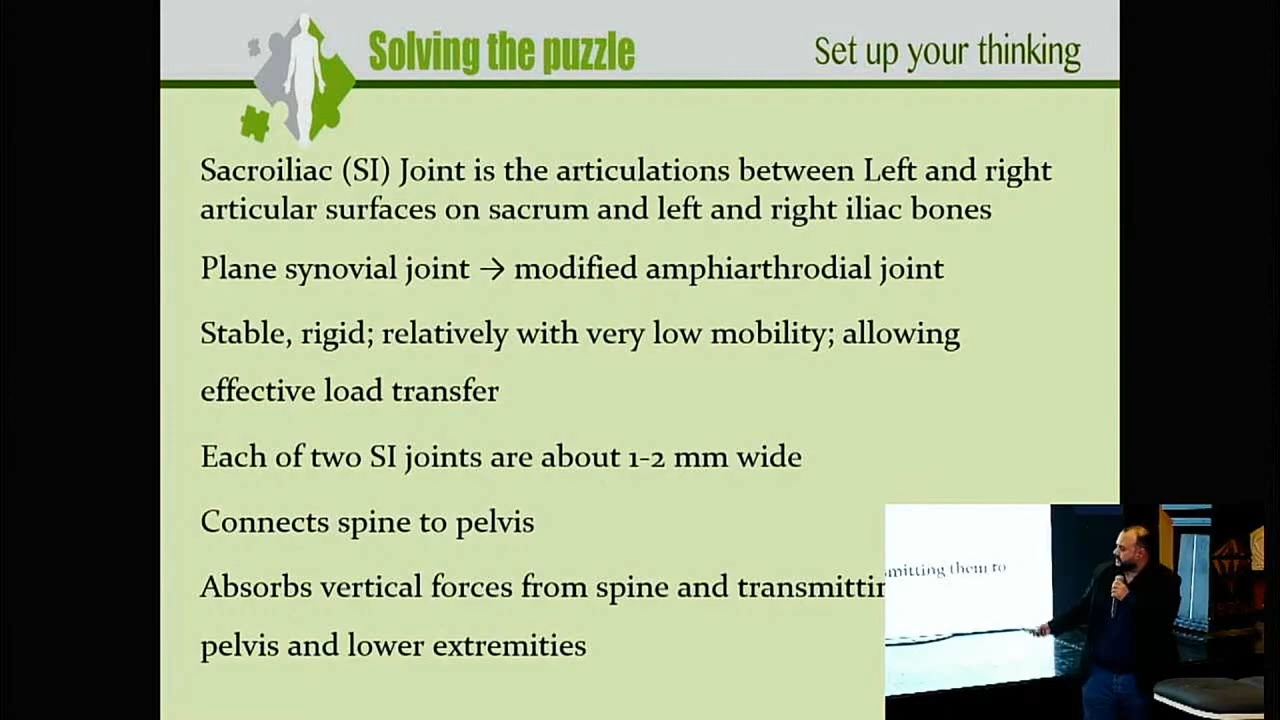 Solving the puzzle
Set up your thinking
Sacroiliac (SI) Joint is the articulations between Left and right
articular surfaces on sacrum and left and right iliac bones
Plane synovial joint → modified amphiarthrodial joint
Stable, rigid; relatively with very low mobility; allowing
effective load transfer
Each of two SI joints are about 1-2 mm wide
Connects spine to pelvis
Absorbs vertical forces from spine and transmittin
pelvis and lower extremities
smitting them to